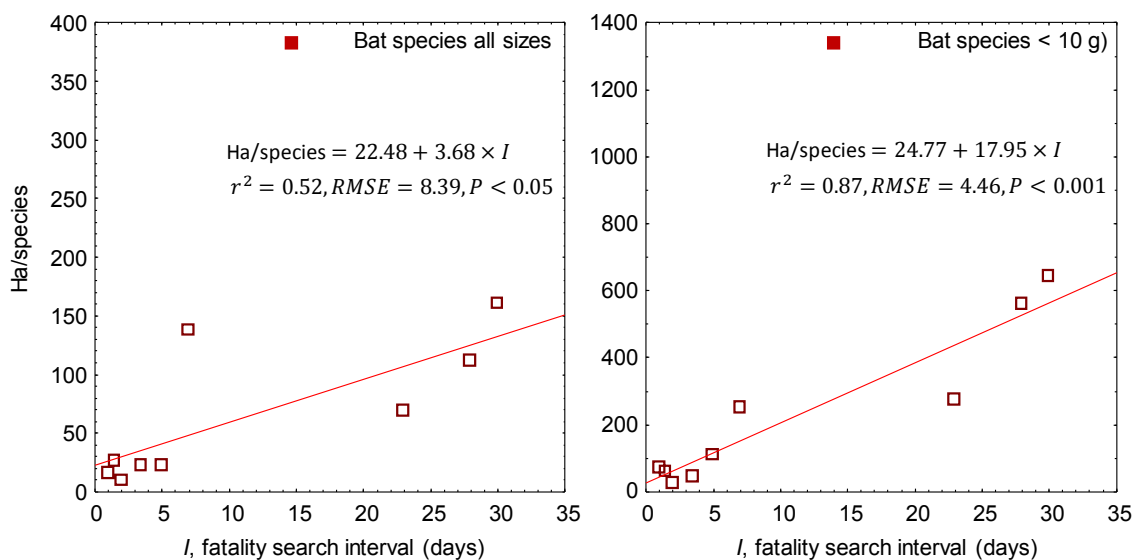 Ha/species
400
350
300
250
200
150
100
50
0
Bat species all sizes
Ha/species = 22.48 + 3.68 × I
r² = 0.52, RMSE = 8.39, P < 0.05
0 5 10 15 20 25 30 35
I, fatality search interval (days)
1400
1200
1000
800
600
400
200
0
Bat species < 10 g)
Ha/species = 24.77 + 17.95 × I
r² = 0.87, RMSE = 4.46, P < 0.001
0 5 10 15 20 25 30 35
I, fatality search interval (days)